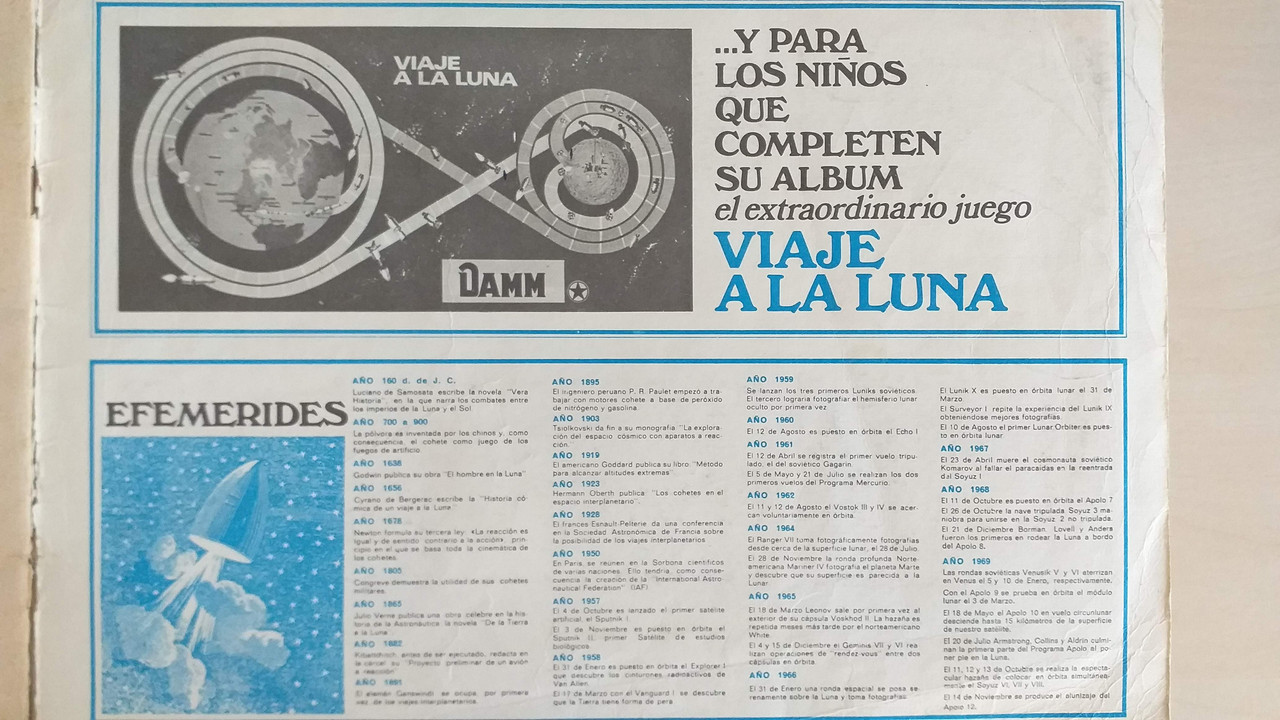 VIAJE
A LA LUNA
DAMM
...Y PARA
LOS NIÑOS
QUE
COMPLETEN
SU ALBUM
el extraordinario juego
VIAJE
A LA LUNA
EFEMERIDES
AÑO 160 d. de J. C.
Luciano de Samosata escribe la novela "Vera
Historia", en la que narra los combates entre
los imperios de la Luna y el Sol.
AÑO 700 a 900
La pólvora es inventada por los chinos y, como
consecuencia, el cohete como juego de los
fuegos de artificio.
AÑO 1638
Godwin publica su obra "El hombre en la Luna"
AÑO 1656
Cyrano de Bergerac escribe la "Historia có-
mica de un viaje a la Luna"
AÑO 1678
Newton formula su tercera ley: «La reacción es
igual y de sentido contrario a la acción», prin-
cipio en el que se basa toda la cinemática de
los cohetes.
AÑO 1805
Congreve demuestra la utilidad de sus cohetes
militares.
AÑO 1865
Julio Verne publica una obra célebre en la his-
toria de la Astronáutica: la novela "De la Tierra
a la Luna"
AÑO 1882
antes de ser ejecutado, redacta en
la cárcel su "Proyecto preliminar de un avión
a reacción"
AÑO 1891
El alemán Ganswindt se ocupa, por primera
vez, de los viajes interplanetarios.
AÑO 1895
El ingeniero peruano P. R. Paulet empezó a tra-
bajar con motores cohete a base de peróxido
de nitrógeno y gasolina.
AÑO 1903
Tsiolkovski da fin a su monografía "La explora-
ción del espacio cósmico con aparatos a reac-
ción".
AÑO 1919
El americano Goddard publica su libro "Método
para alcanzar altitudes extremas"
AÑO 1923
Hermann Oberth publica "Los cohetes en el
espacio interplanetario".
AÑO 1928
El francés Esnault-Pelterie da una conferencia
en la Sociedad Astronómica de Francia sobre
la posibilidad de los viajes interplanetarios
AÑO 1950
En París, se reúnen en la Sorbona científicos
de varias naciones. Ello tendría, como conse-
cuencia, la creación de la "International Astro-
nautical Federation" (IAF).
AÑO 1957
El 4 de Octubre es lanzado el primer satélite
artificial, el Sputnik I.
El 3 de Noviembre es puesto en órbita el
Sputnik II, primer Satélite de estudios
biológicos.
AÑO 1958
El 31 de Enero es puesto en órbita el Explorer I
que descubre los cinturones radioactivos de
Van Allen.
El 17 de Marzo con el Vanguard I se descubre
que la Tierra tiene forma de pera
AÑO 1959
Se lanzan los tres primeros Luniks soviéticos.
El tercero lograría fotografiar el hemisferio lunar
oculto por primera vez
AÑO 1960
El 12 de Agosto es puesto en órbita el Echo I
AÑO 1961
El 12 de Abril se registra el primer vuelo tripu-
lado, el del soviético Gagarin.
El 5 de Mayo y 21 de Julio se realizan los dos
primeros vuelos del Programa Mercurio.
AÑO 1962
El 11 y 12 de Agosto el Vostok III y IV se acer-
can voluntariamente en órbita.
AÑO 1964
El Ranger VII toma fotográficamente fotografías
desde cerca de la superficie lunar, el 28 de Julio.
El 28 de Noviembre la ronda profunda Norte-
americana Mariner IV fotografía el planeta Marte
y descubre que su superficie es parecida a la
Lunar
AÑO 1965
El 18 de Marzo Leonov sale por primera vez al
exterior de su cápsula Voskhod II. La hazaña es
repetida meses más tarde por el norteamericano
White.
El 4 y 15 de Diciembre el Geminis VII y VI rea-
lizan operaciones de "rendez-vous" entre dos
cápsulas en órbita.
AÑO 1966
El 31 de Enero una ronda espacial se posa se-
renamente sobre la Luna y toma fotografías
El Lunik X es puesto en órbita lunar el 31 de
Marzo.
El Surveyor I repite la experiencia del Lunik IX
obteniéndose mejores fotografías.
El 10 de Agosto el primer Lunar Orbiter es pues-
to en órbita lunar.
AÑO 1967
El 23 de Abril muere el cosmonauta soviético
Komarov al fallar el paracaídas en la reentrada
del Soyuz I
AÑO 1968
El 11 de Octubre es puesto en órbita el Apolo 7
El 26 de Octubre la nave tripulada Soyuz 3 ma-
niobra para unirse en la Soyuz 2 no tripulada.
El 21 de Diciembre Borman, Lovell y Anders
fueron los primeros en rodear la Luna a bordo
del Apolo 8.
AÑO 1969
Las rondas soviéticas Venusik V y VI aterrizan
en Venus el 5 y 10 de Enero, respectivamente.
Con el Apolo 9 se prueba en órbita el módulo
lunar el 3 de Marzo.
El 18 de Mayo el Apolo 10 en vuelo circunlunar
desciende hasta 15 kilómetros de la superficie
de nuestro satélite.
El 20 de Julio Armstrong, Collins y Aldrin culmi-
nan la primera parte del Programa Apolo al po-
ner pie en la Luna.
El 11, 12 y 13 de Octubre se realiza la especta-
cular hazaña de colocar en órbita simultánea-
mente el Soyuz VI, VII y VIII.
El 14 de Noviembre se produce el alunizaje del
Apolo 12.